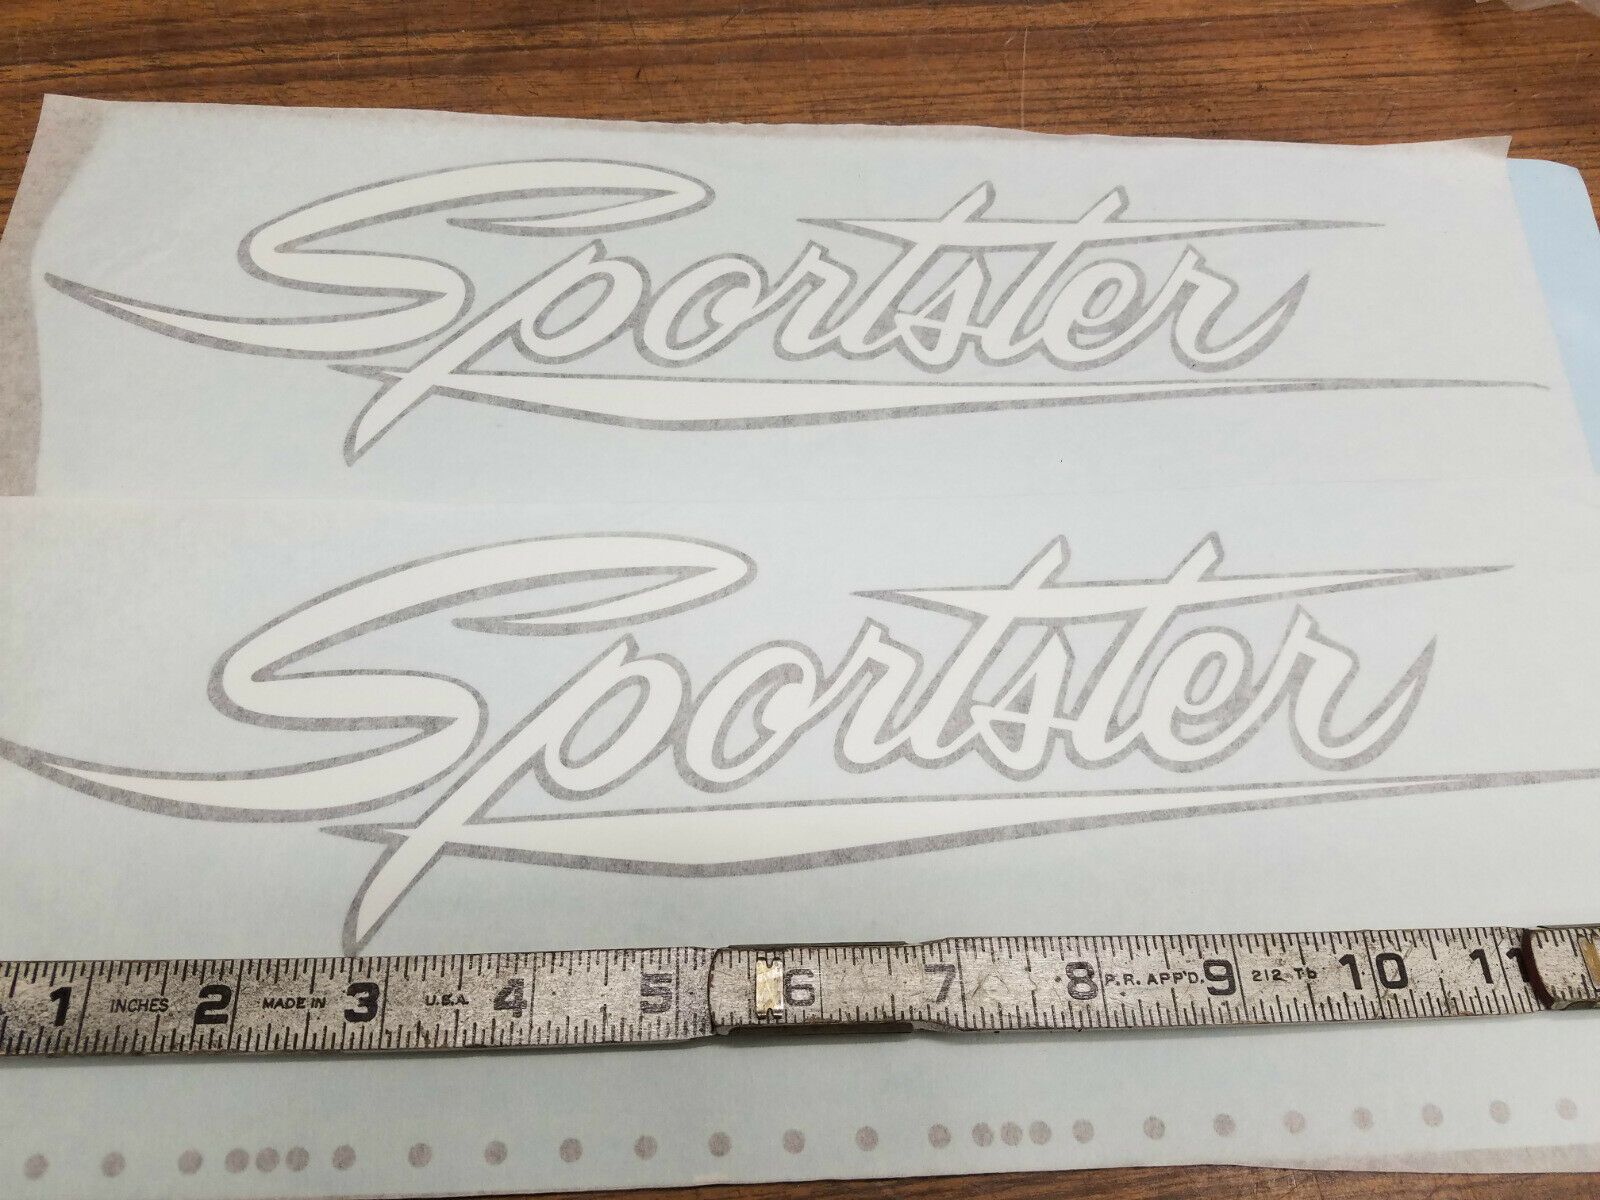 Sportster
Sportster
1 INCHES 2 MADE IN 3 U.S.A. 4 5 6 7 8 P.R. APP'D. 9 212 Tb 10 11